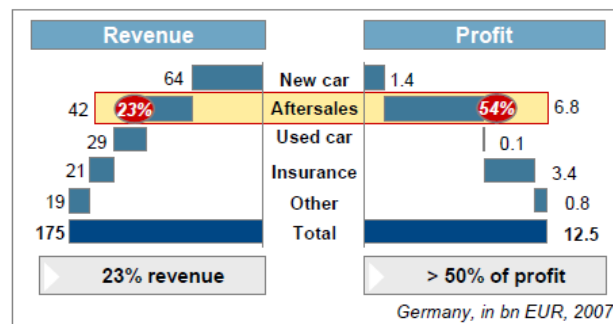 Revenue Profit
64 New car 1.4
42 23% Aftersales 54% 6.8
29 Used car 0.1
21 Insurance 3.4
19 Other 0.8
175 Total 12.5
23% revenue > 50% of profit
Germany, in bn EUR, 2007